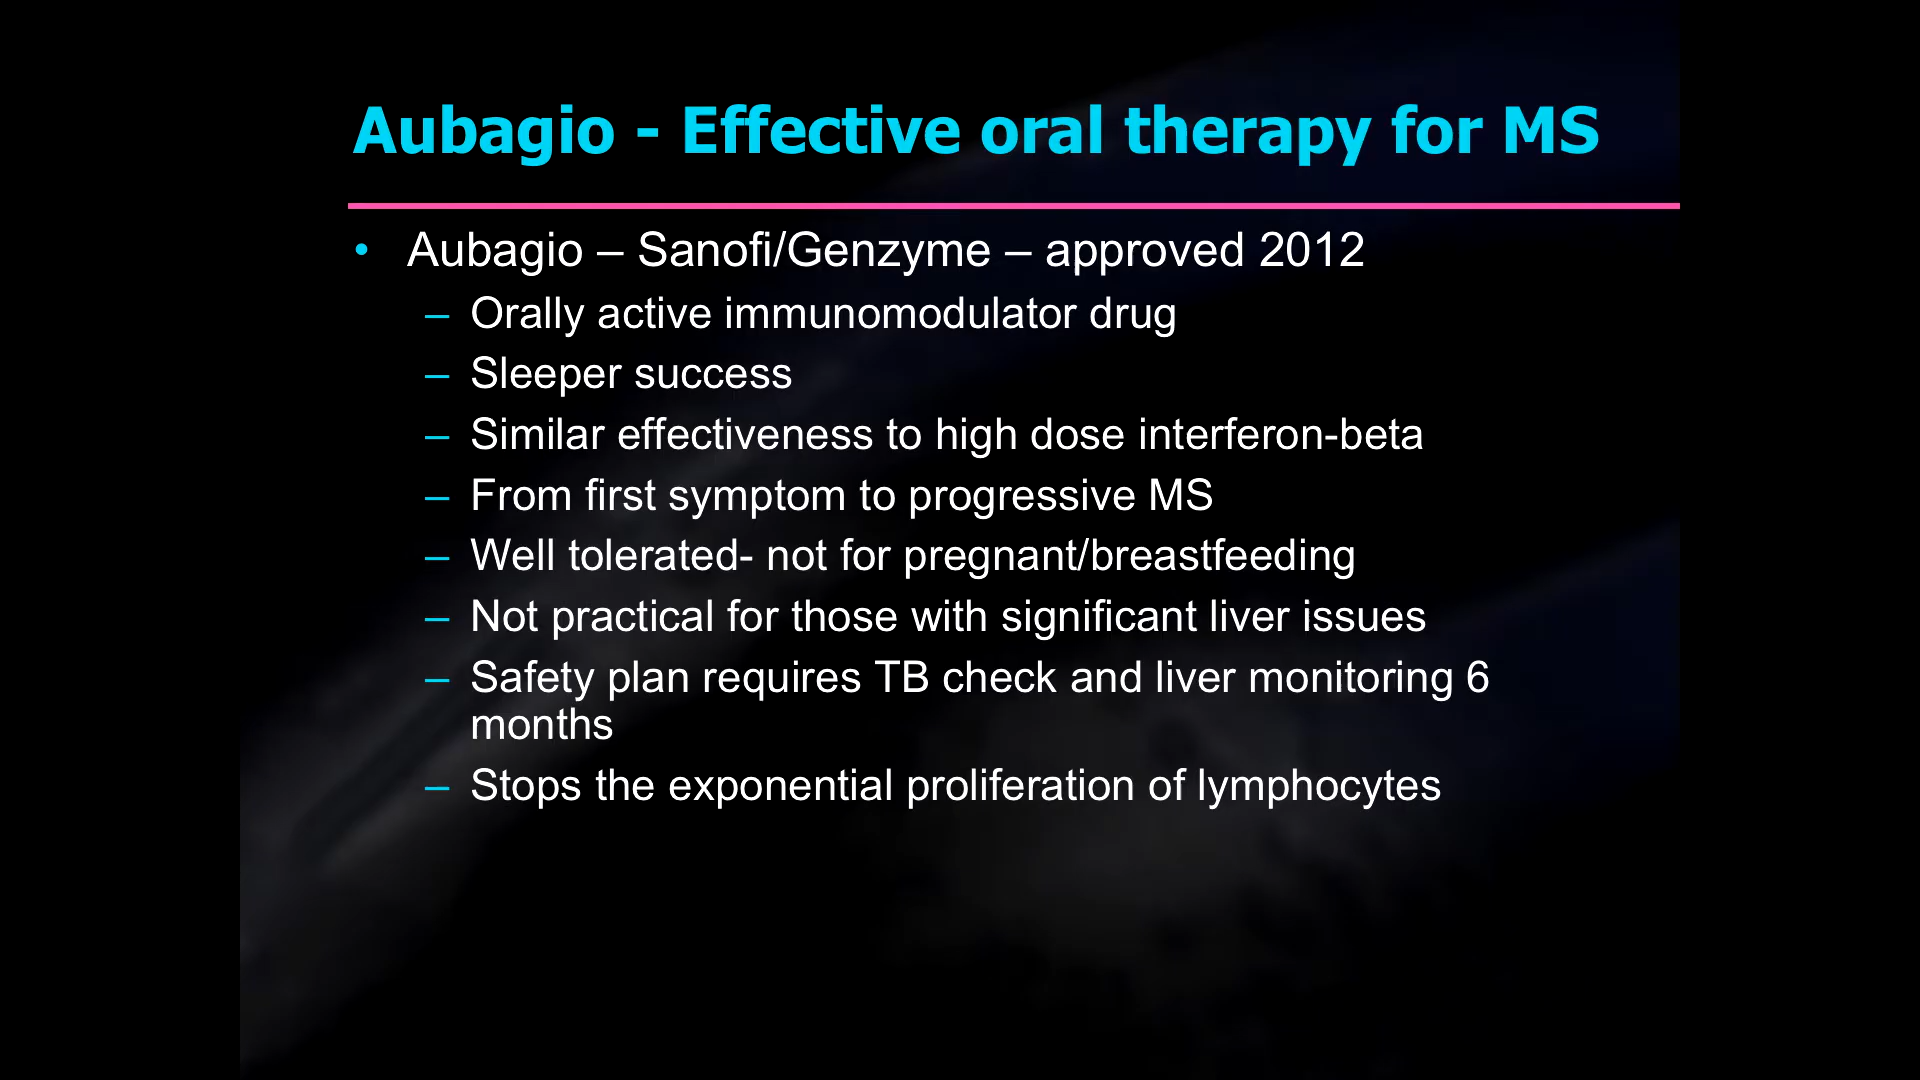 Aubagio - Effective oral therapy for MS
• Aubagio – Sanofi/Genzyme – approved 2012
– Orally active immunomodulator drug
– Sleeper success
– Similar effectiveness to high dose interferon-beta
– From first symptom to progressive MS
– Well tolerated- not for pregnant/breastfeeding
– Not practical for those with significant liver issues
– Safety plan requires TB check and liver monitoring 6
months
– Stops the exponential proliferation of lymphocytes